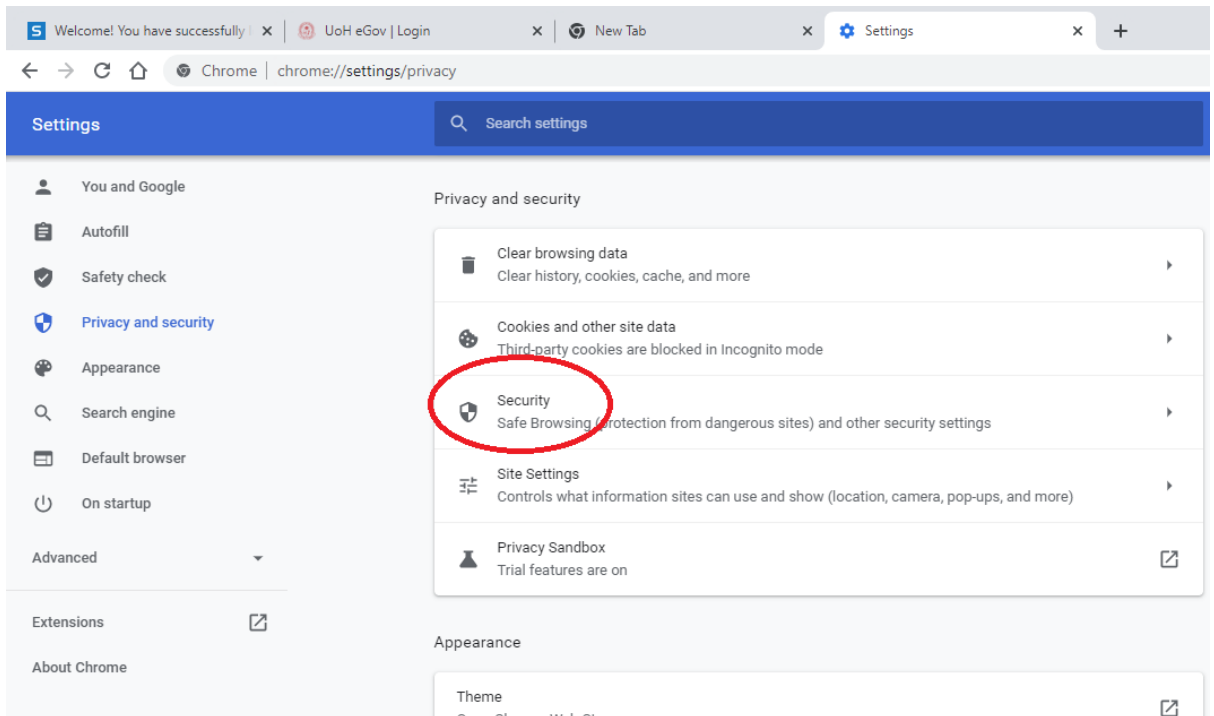 Welcome! You have successfully
UoH eGov | Login
New Tab
Settings
Chrome | chrome://settings/privacy
Settings
Search settings
You and Google
Autofill
Safety check
Privacy and security
Appearance
Search engine
Default browser
On startup
Advanced
Extensions
About Chrome
Privacy and security
Clear browsing data
Clear history, cookies, cache, and more
Cookies and other site data
Third-party cookies are blocked in Incognito mode
Security
Safe Browsing (protection from dangerous sites) and other security settings
Site Settings
Controls what information sites can use and show (location, camera, pop-ups, and more)
Privacy Sandbox
Trial features are on
Appearance
Theme